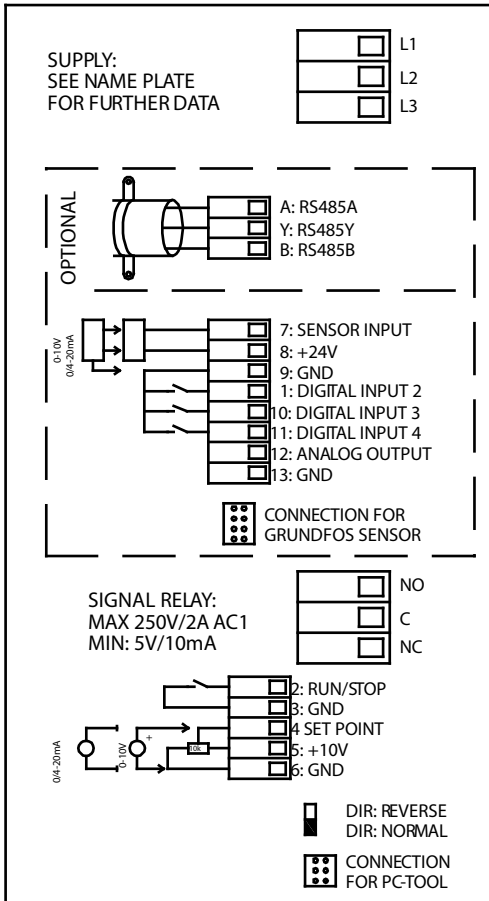 SUPPLY:
SEE NAME PLATE
FOR FURTHER DATA
L1
L2
L3
OPTIONAL
A: RS485A
Y: RS485Y
B: RS485B
0-10V
0/4-20mA
7: SENSOR INPUT
8: +24V
9: GND
1: DIGITAL INPUT 2
10: DIGITAL INPUT 3
11: DIGITAL INPUT 4
12: ANALOG OUTPUT
13: GND
CONNECTION FOR
GRUNDFOS SENSOR
SIGNAL RELAY:
MAX 250V/2A AC1
MIN: 5V/10mA
NO
C
NC
2: RUN/STOP
3: GND
4 SET POINT
5: +10V
6: GND
0/4-20mA
0-10V
+
10k
DIR: REVERSE
DIR: NORMAL
CONNECTION
FOR PC-TOOL